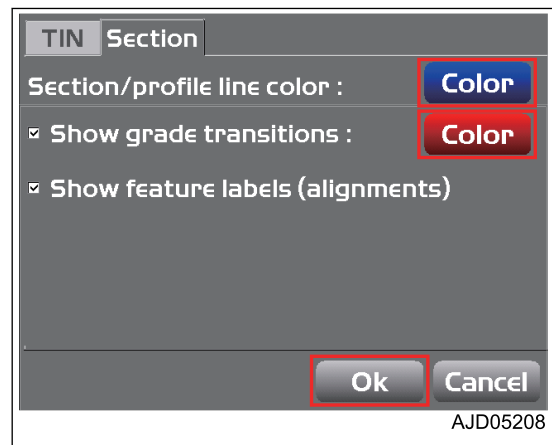 TIN Section
Section/profile line color : Color
Show grade transitions : Color
Show feature labels (alignments)
Ok Cancel
AJD05208